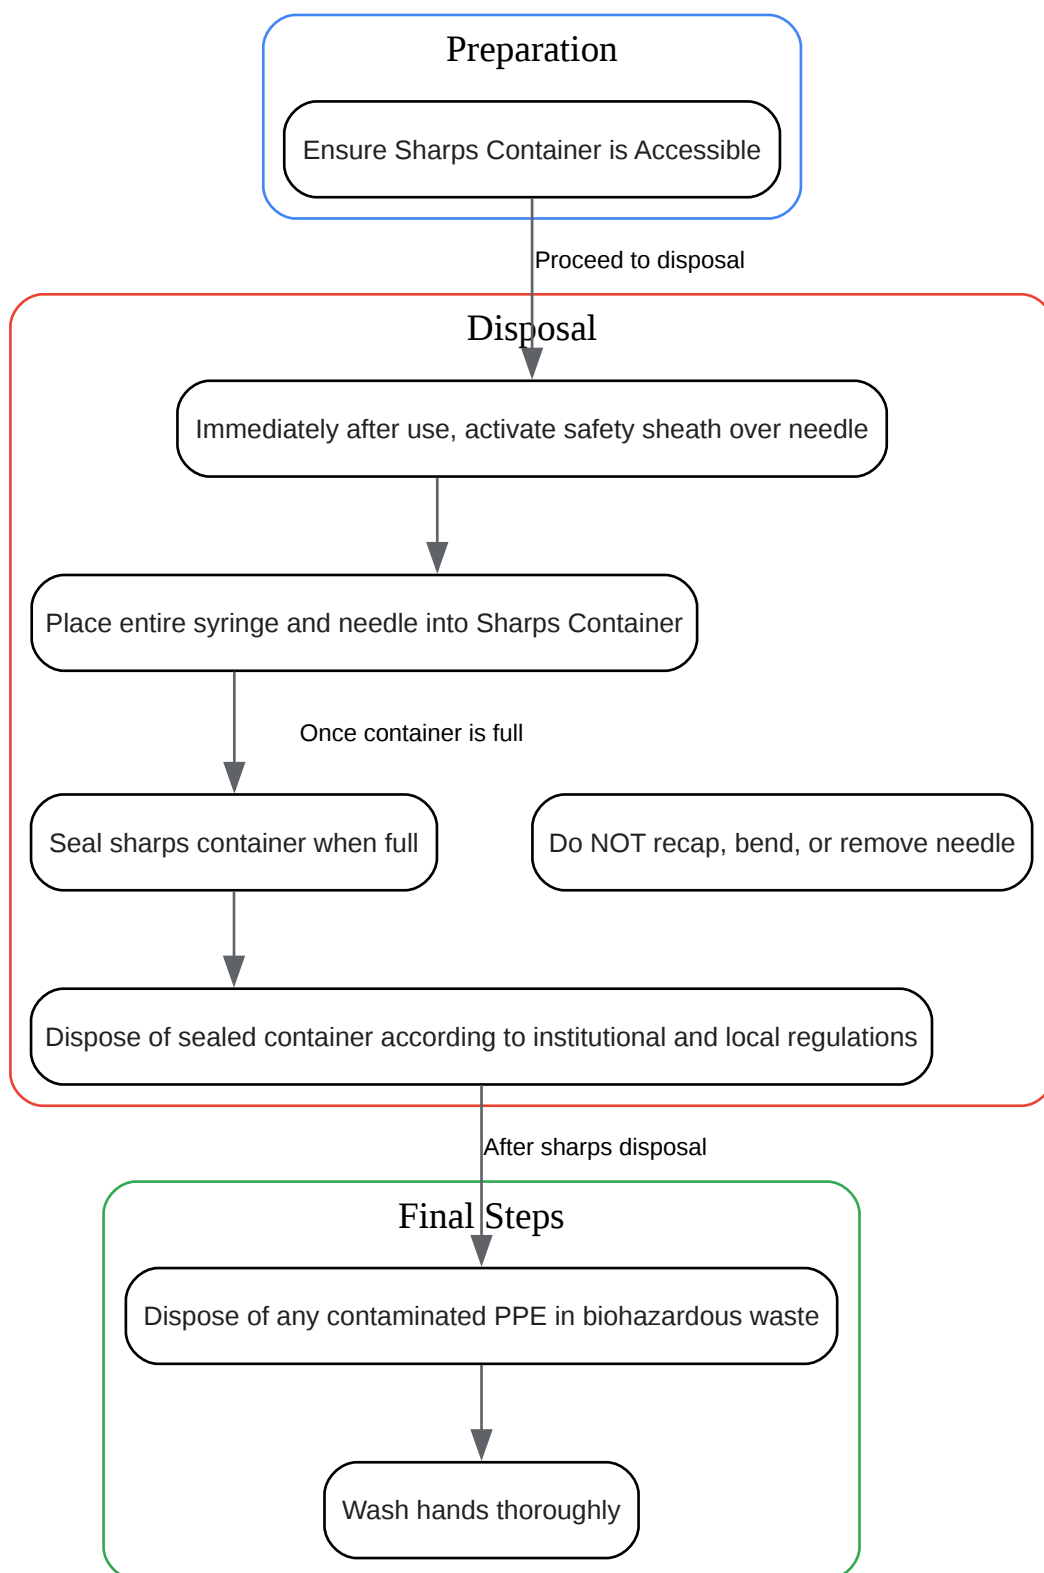 Preparation
Ensure Sharps Container is Accessible
Proceed to disposal
Disposal
Immediately after use, activate safety sheath over needle
Place entire syringe and needle into Sharps Container
Once container is full
Seal sharps container when full
Do NOT recap, bend, or remove needle
Dispose of sealed container according to institutional and local regulations
After sharps disposal
Final Steps
Dispose of any contaminated PPE in biohazardous waste
Wash hands thoroughly